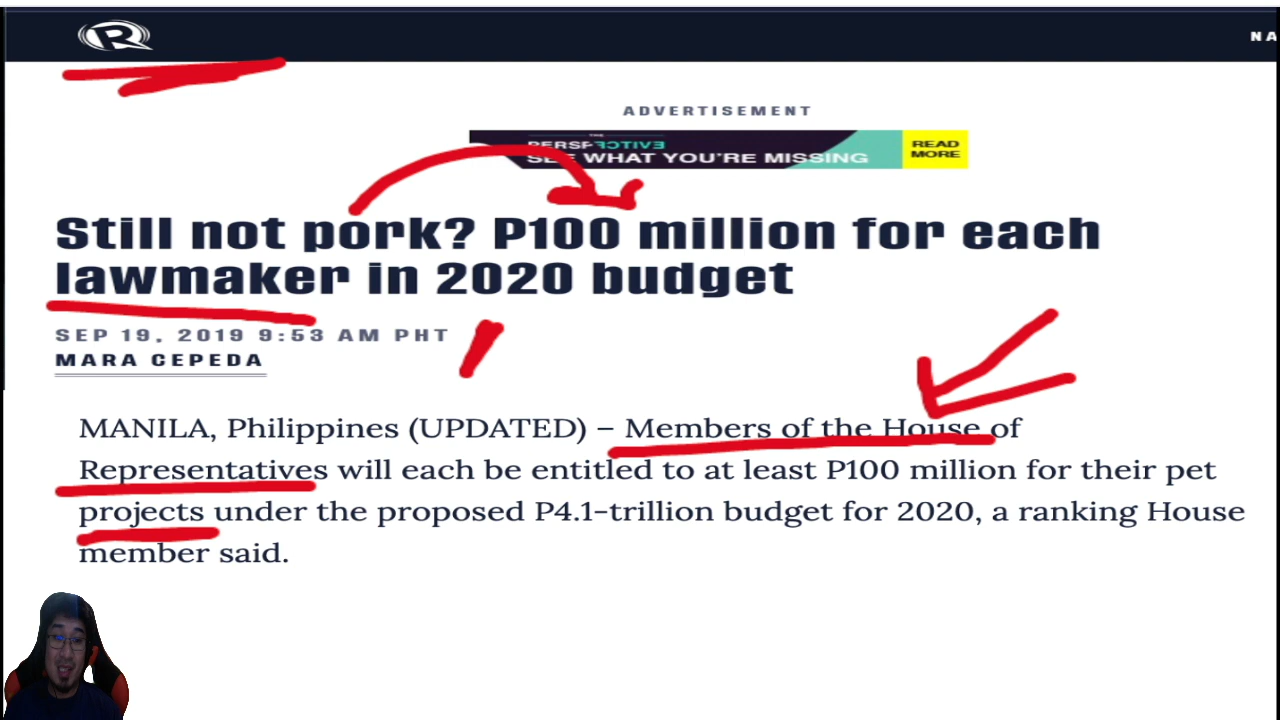 R
NA
ADVERTISEMENT
THE
PERSPECTIVE
SEE WHAT YOU'RE MISSING
READ
MORE
Still not pork? P100 million for each
lawmaker in 2020 budget
SEP 19, 2019 9:53 AM PHT
MARA CEPEDA
MANILA, Philippines (UPDATED) – Members of the House of
Representatives will each be entitled to at least P100 million for their pet
projects under the proposed P4.1-trillion budget for 2020, a ranking House
member said.